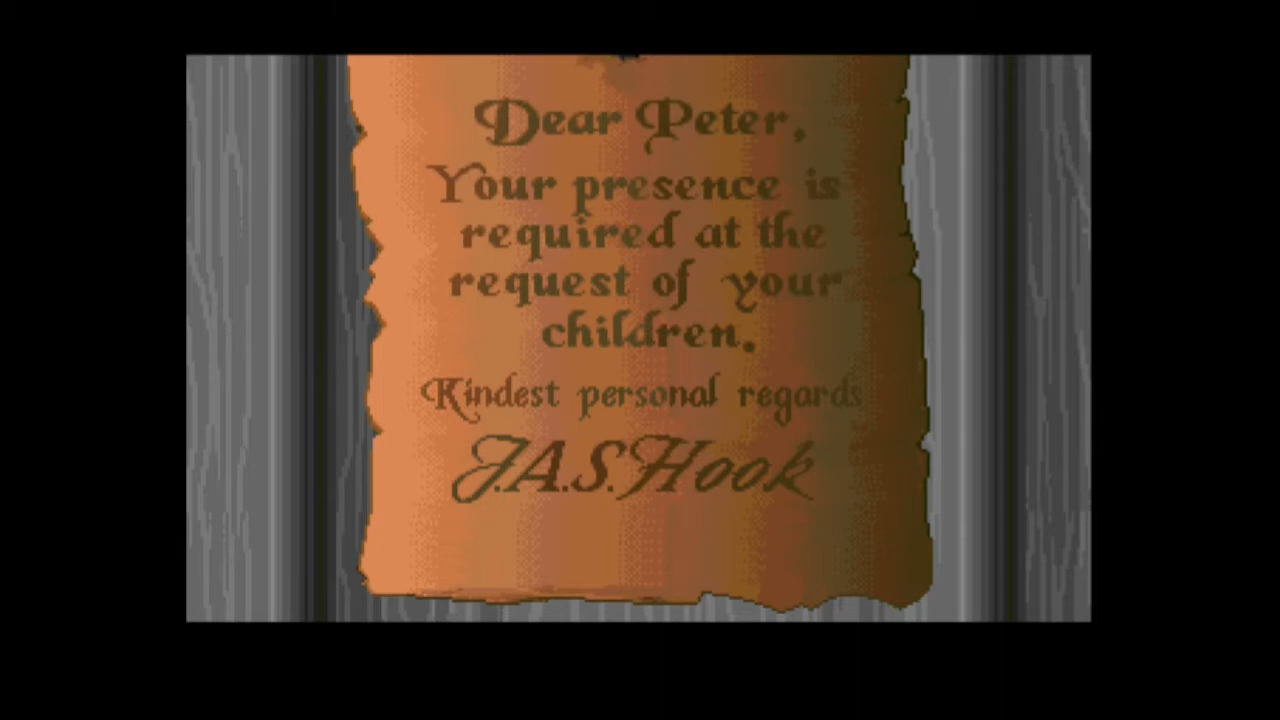 Dear Peter,
Your presence is
required at the
request of your
children.
Kindest personal regards
J.A.S. Hook